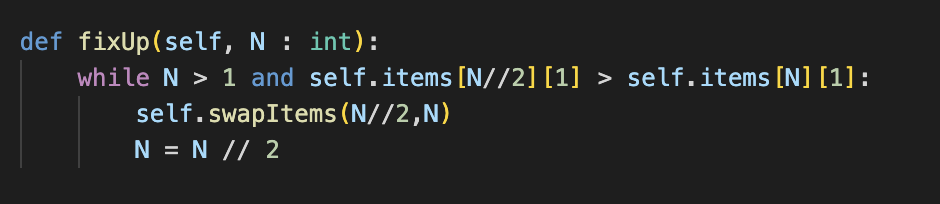 def fixUp(self, N : int):
    while N > 1 and self.items[N//2][1] > self.items[N][1]:
        self.swapItems(N//2,N)
        N = N // 2